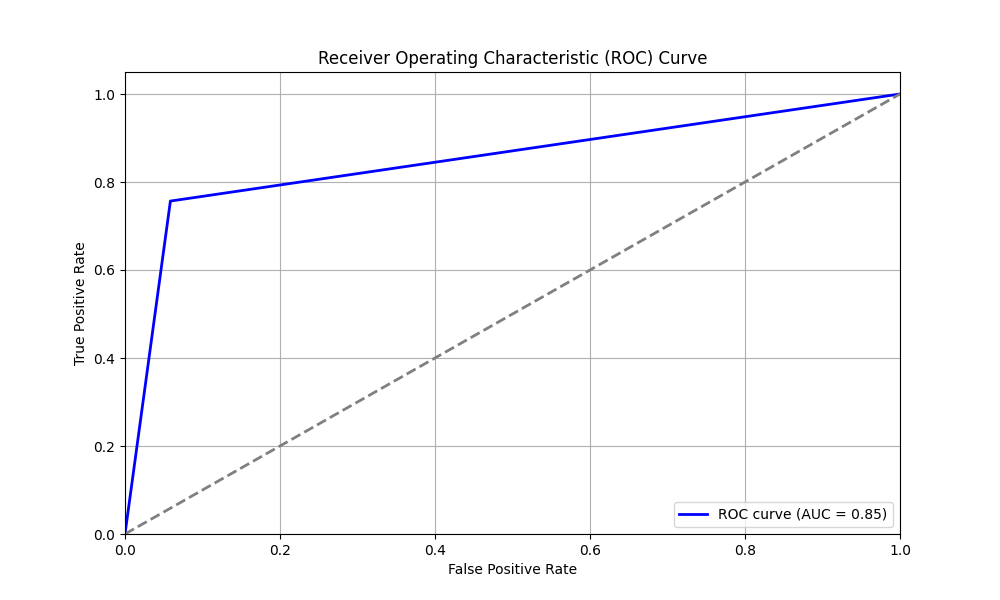 Receiver Operating Characteristic (ROC) Curve
1.0
0.8
0.6
0.4
0.2
0.0
True Positive Rate
ROC curve (AUC = 0.85)
0.0 0.2 0.4 0.6 0.8 1.0
False Positive Rate